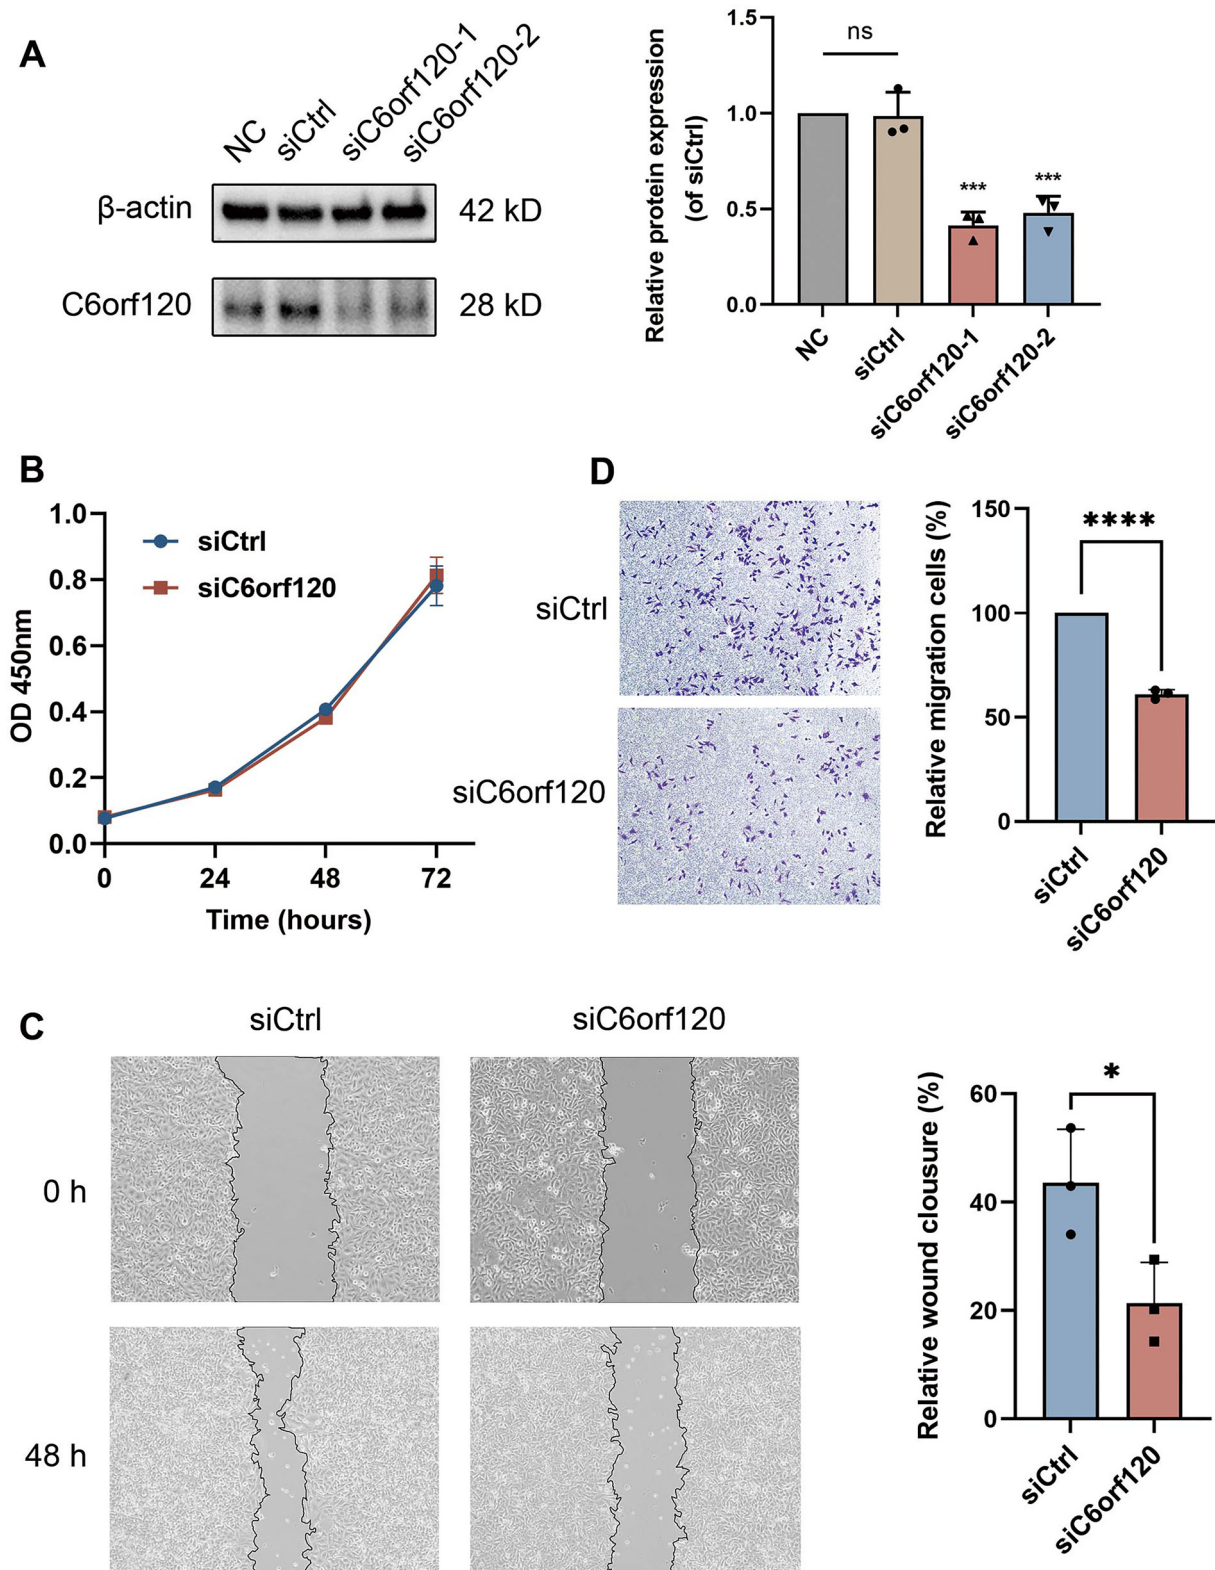 A
NC
siCtrl
siC6orf120-1
siC6orf120-2
β-actin
42 kD
C6orf120
28 kD
Relative protein expression
(of siCtrl)
1.5
1.0
0.5
0.0
ns
***
***
NC
siCtrl
siC6orf120-1
siC6orf120-2
B
OD 450nm
1.0
0.8
0.6
0.4
0.2
0.0
siCtrl
siC6orf120
0
24
48
72
Time (hours)
D
siCtrl
siC6orf120
Relative migration cells (%)
150
100
50
0
****
siCtrl
siC6orf120
C
siCtrl
siC6orf120
0 h
48 h
Relative wound clousure (%)
60
40
20
0
*
siCtrl
siC6orf120